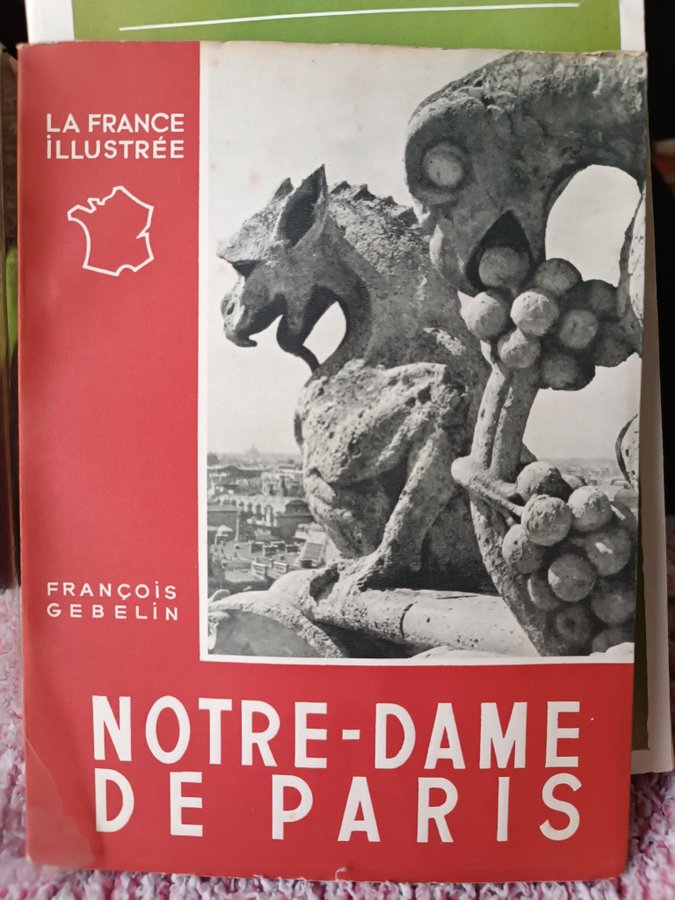 LA FRANCE
iLLUSTRÉE
FRANÇOiS
GEBELiN
NOTRE-DAME
DE PARIS